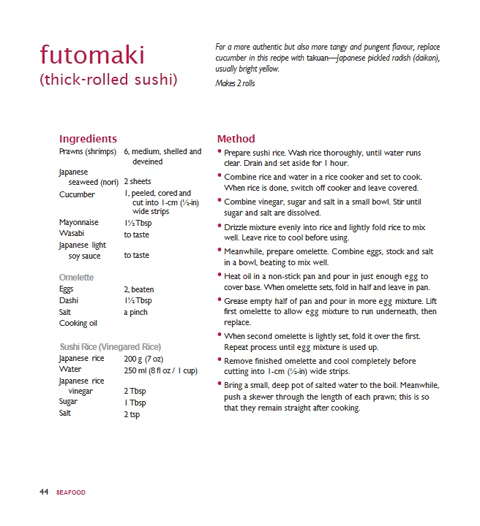 futomaki
(thick-rolled sushi)
For a more authentic but also more tangy and pungent flavour, replace
cucumber in this recipe with takuan—Japanese pickled radish (daikon),
usually bright yellow.
Makes 2 rolls
Ingredients
Prawns (shrimps) 6, medium, shelled and
deveined
Japanese
seaweed (nori) 2 sheets
Cucumber 1, peeled, cored and
cut into 1-cm (½-in)
wide strips
Mayonnaise 1½ Tbsp
Wasabi to taste
Japanese light
soy sauce to taste
Omelette
Eggs 2, beaten
Dashi 1½ Tbsp
Salt a pinch
Cooking oil
Sushi Rice (Vinegared Rice)
Japanese rice 200 g (7 oz)
Water 250 ml (8 fl oz / 1 cup)
Japanese rice
vinegar 2 Tbsp
Sugar 1 Tbsp
Salt 2 tsp
Method
• Prepare sushi rice. Wash rice thoroughly, until water runs
clear. Drain and set aside for 1 hour.
• Combine rice and water in a rice cooker and set to cook.
When rice is done, switch off cooker and leave covered.
• Combine vinegar, sugar and salt in a small bowl. Stir until
sugar and salt are dissolved.
• Drizzle mixture evenly into rice and lightly fold rice to mix
well. Leave rice to cool before using.
• Meanwhile, prepare omelette. Combine eggs, stock and salt
in a bowl, beating to mix well.
• Heat oil in a non-stick pan and pour in just enough egg to
cover base. When omelette sets, fold in half and leave in pan.
• Grease empty half of pan and pour in more egg mixture. Lift
first omelette to allow egg mixture to run underneath, then
replace.
• When second omelette is lightly set, fold it over the first.
Repeat process until egg mixture is used up.
• Remove finished omelette and cool completely before
cutting into 1-cm (½-in) wide strips.
• Bring a small, deep pot of salted water to the boil. Meanwhile,
push a skewer through the length of each prawn; this is so
that they remain straight after cooking.
44 SEAFOOD